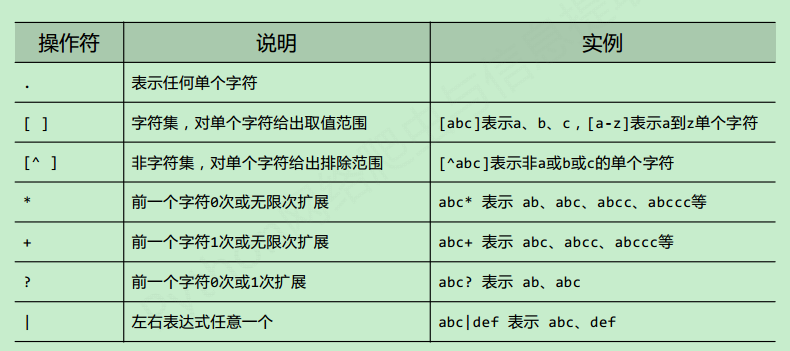 操作符 说明 实例
. 表示任何单个字符
[ ] 字符集，对单个字符给出取值范围 [abc]表示a、b、c，[a-z]表示a到z单个字符
[^ ] 非字符集，对单个字符给出排除范围 [^abc]表示非a或b或c的单个字符
* 前一个字符0次或无限次扩展 abc* 表示 ab、abc、abcc、abccc等
+ 前一个字符1次或无限次扩展 abc+ 表示 abc、abcc、abccc等
? 前一个字符0次或1次扩展 abc? 表示 ab、abc
| 左右表达式任意一个 abc|def 表示 abc、def